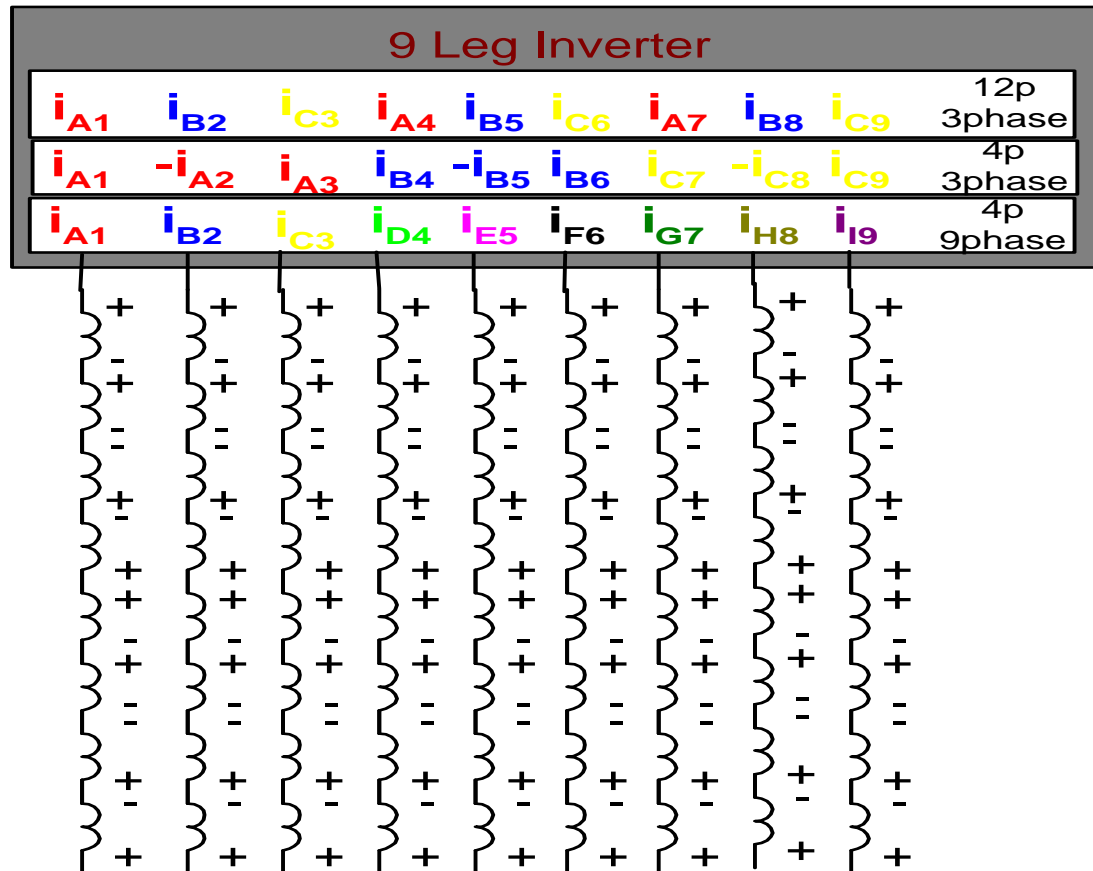 9 Leg Inverter
iA1 iB2 iC3 iA4 iB5 iC6 iA7 iB8 iC9 12p 3phase
iA1 -iA2 iA3 iB4 -iB5 iB6 iC7 -iC8 iC9 4p 3phase
iA1 iB2 iC3 iD4 iE5 iF6 iG7 iH8 iI9 4p 9phase
+ + + + + + + + +
- - - - - - - - -
+ + + + + + + + +
- - - - - - - - -
- - - - - - - - -
+ + + + + + + + +
- - - - - - - - -
+ + + + + + + + +
+ + + + + + + + +
- - - - - - - - -
+ + + + + + + + +
- - - - - - - - -
- - - - - - - - -
+ + + + + + + + +
- - - - - - - - -
+ + + + + + + + +